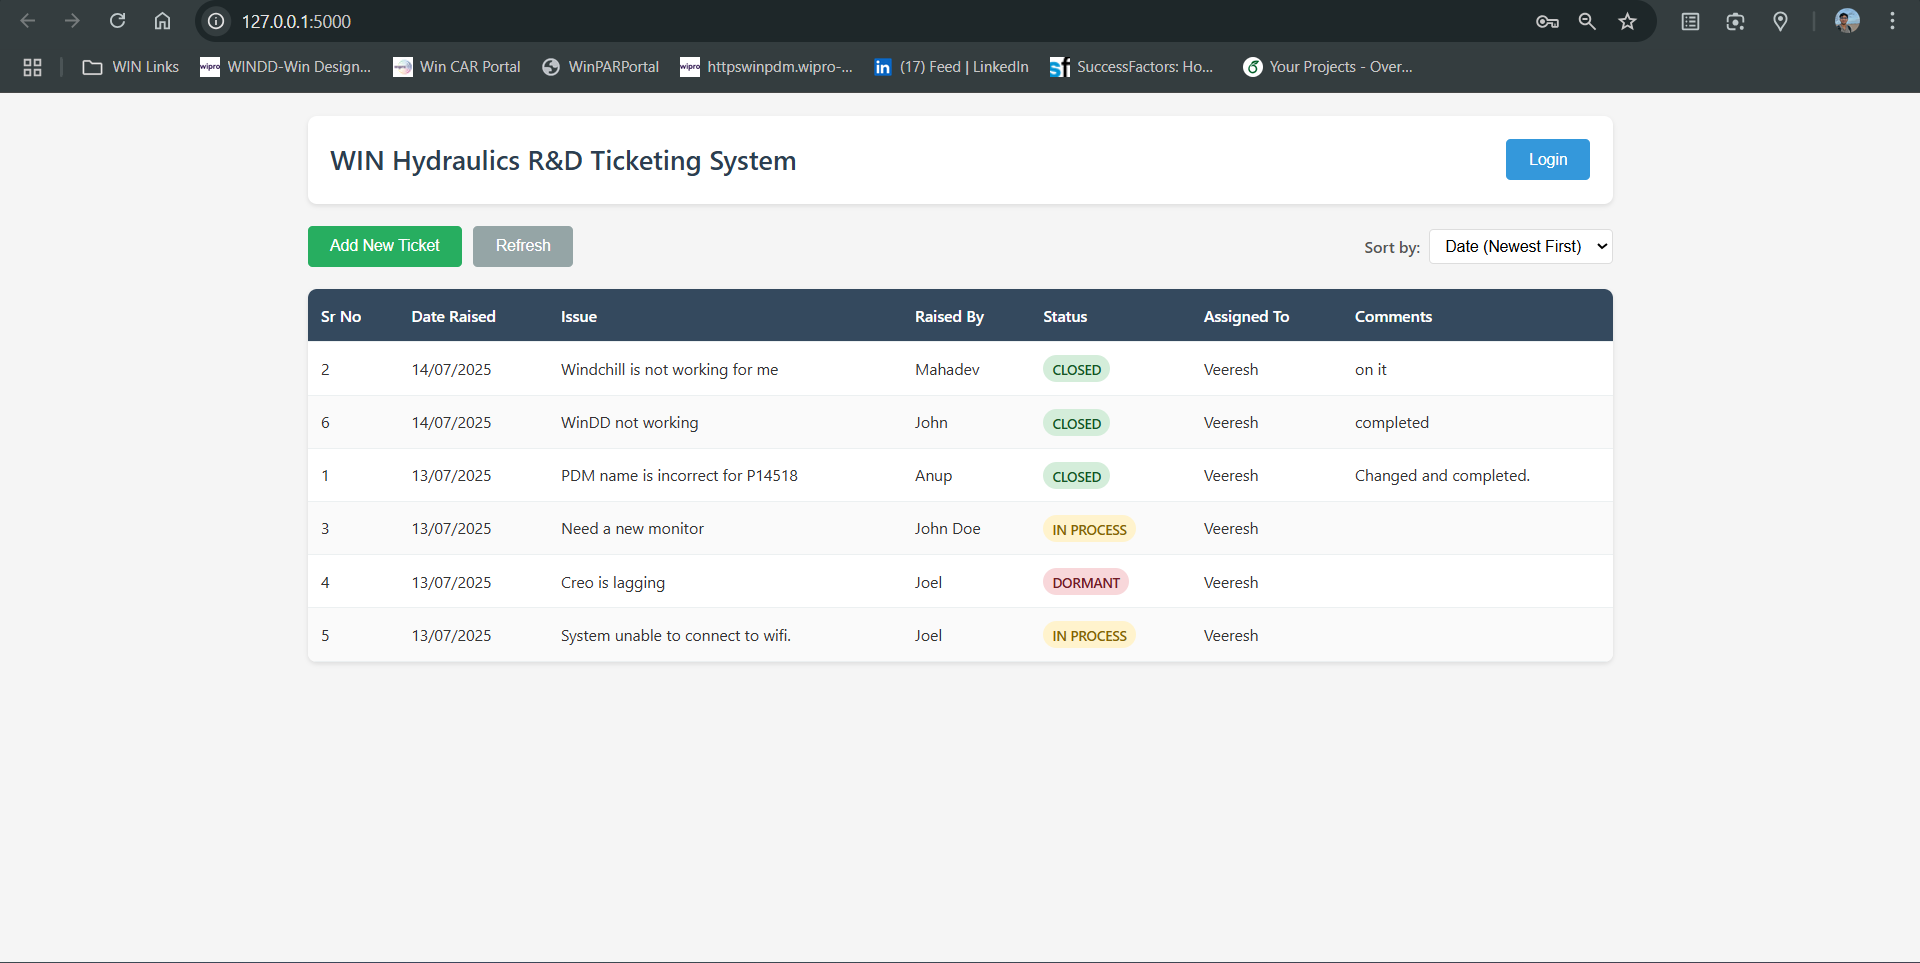 127.0.0.1:5000
WIN Links wipro WINDD-Win Design... Win CAR Portal WinPARPortal wipro httpswinpdm.wipro-... in (17) Feed | LinkedIn sf SuccessFactors: Ho... Your Projects - Over...
WIN Hydraulics R&D Ticketing System Login
Add New Ticket Refresh Sort by: Date (Newest First)
Sr No Date Raised Issue Raised By Status Assigned To Comments
2 14/07/2025 Windchill is not working for me Mahadev CLOSED Veeresh on it
6 14/07/2025 WinDD not working John CLOSED Veeresh completed
1 13/07/2025 PDM name is incorrect for P14518 Anup CLOSED Veeresh Changed and completed.
3 13/07/2025 Need a new monitor John Doe IN PROCESS Veeresh
4 13/07/2025 Creo is lagging Joel DORMANT Veeresh
5 13/07/2025 System unable to connect to wifi. Joel IN PROCESS Veeresh